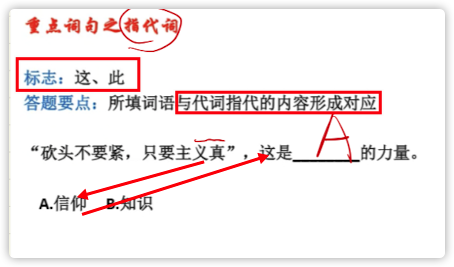 重点词句之指代词
标志：这、此
答题要点：所填词语与代词指代的内容形成对应
A
“砍头不要紧，只要主义真”，这是________的力量。
A.信仰 B.知识